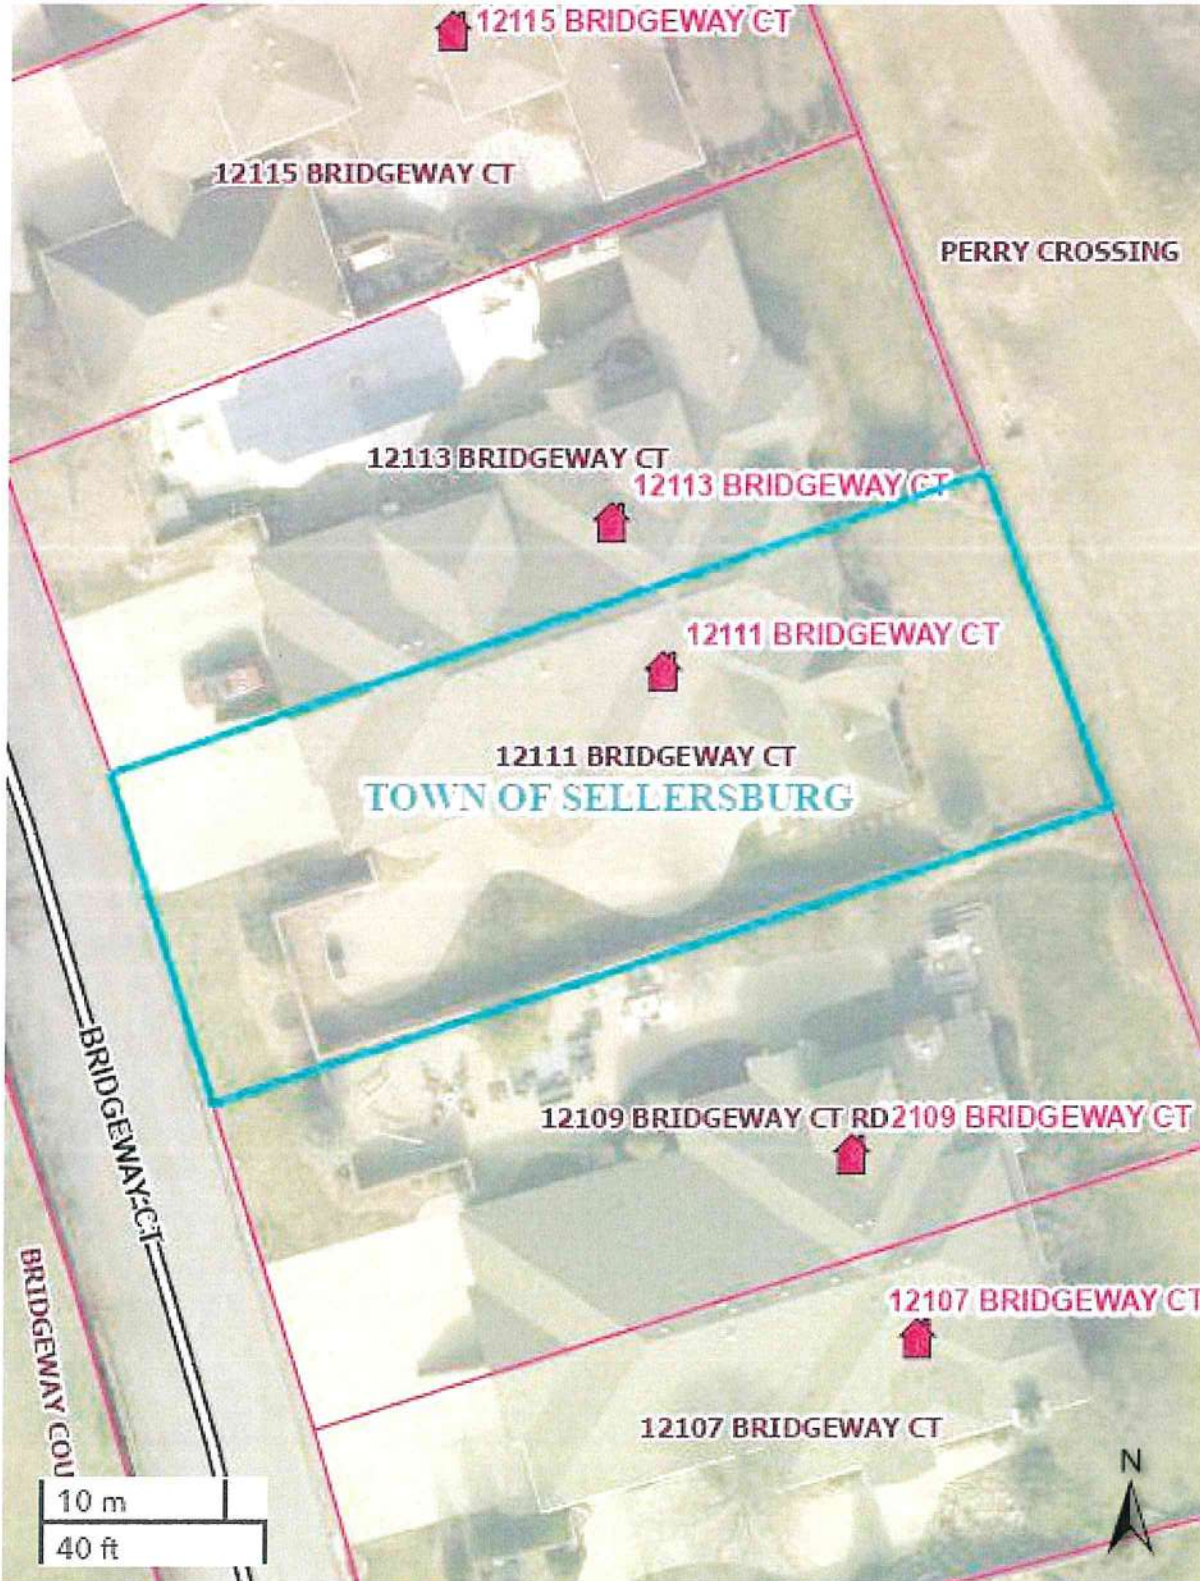 12115 BRIDGEWAY CT
12115 BRIDGEWAY CT
PERRY CROSSING
12113 BRIDGEWAY CT
12113 BRIDGEWAY CT
12111 BRIDGEWAY CT
12111 BRIDGEWAY CT
TOWN OF SELLERSBURG
BRIDGEWAY CT
12109 BRIDGEWAY CT RD
2109 BRIDGEWAY CT
BRIDGEWAY COU
12107 BRIDGEWAY CT
12107 BRIDGEWAY CT
N
10 m
40 ft